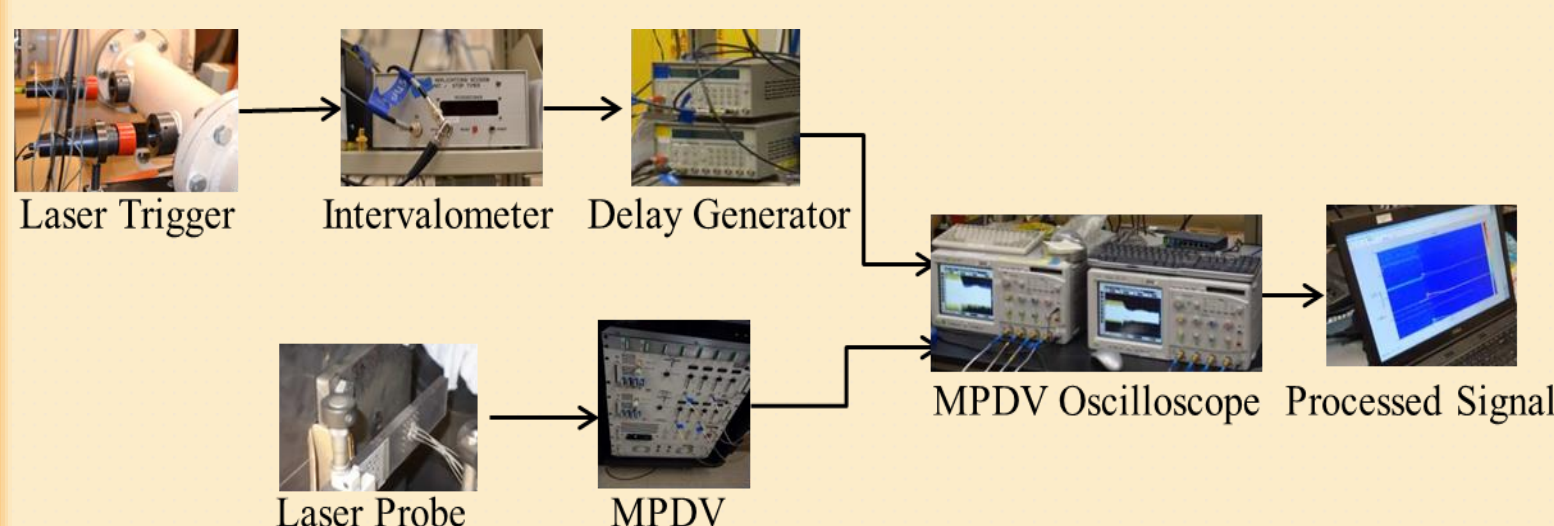 Laser Trigger
Intervalometer
Delay Generator
MPDV Oscilloscope
Processed Signal
Laser Probe
MPDV